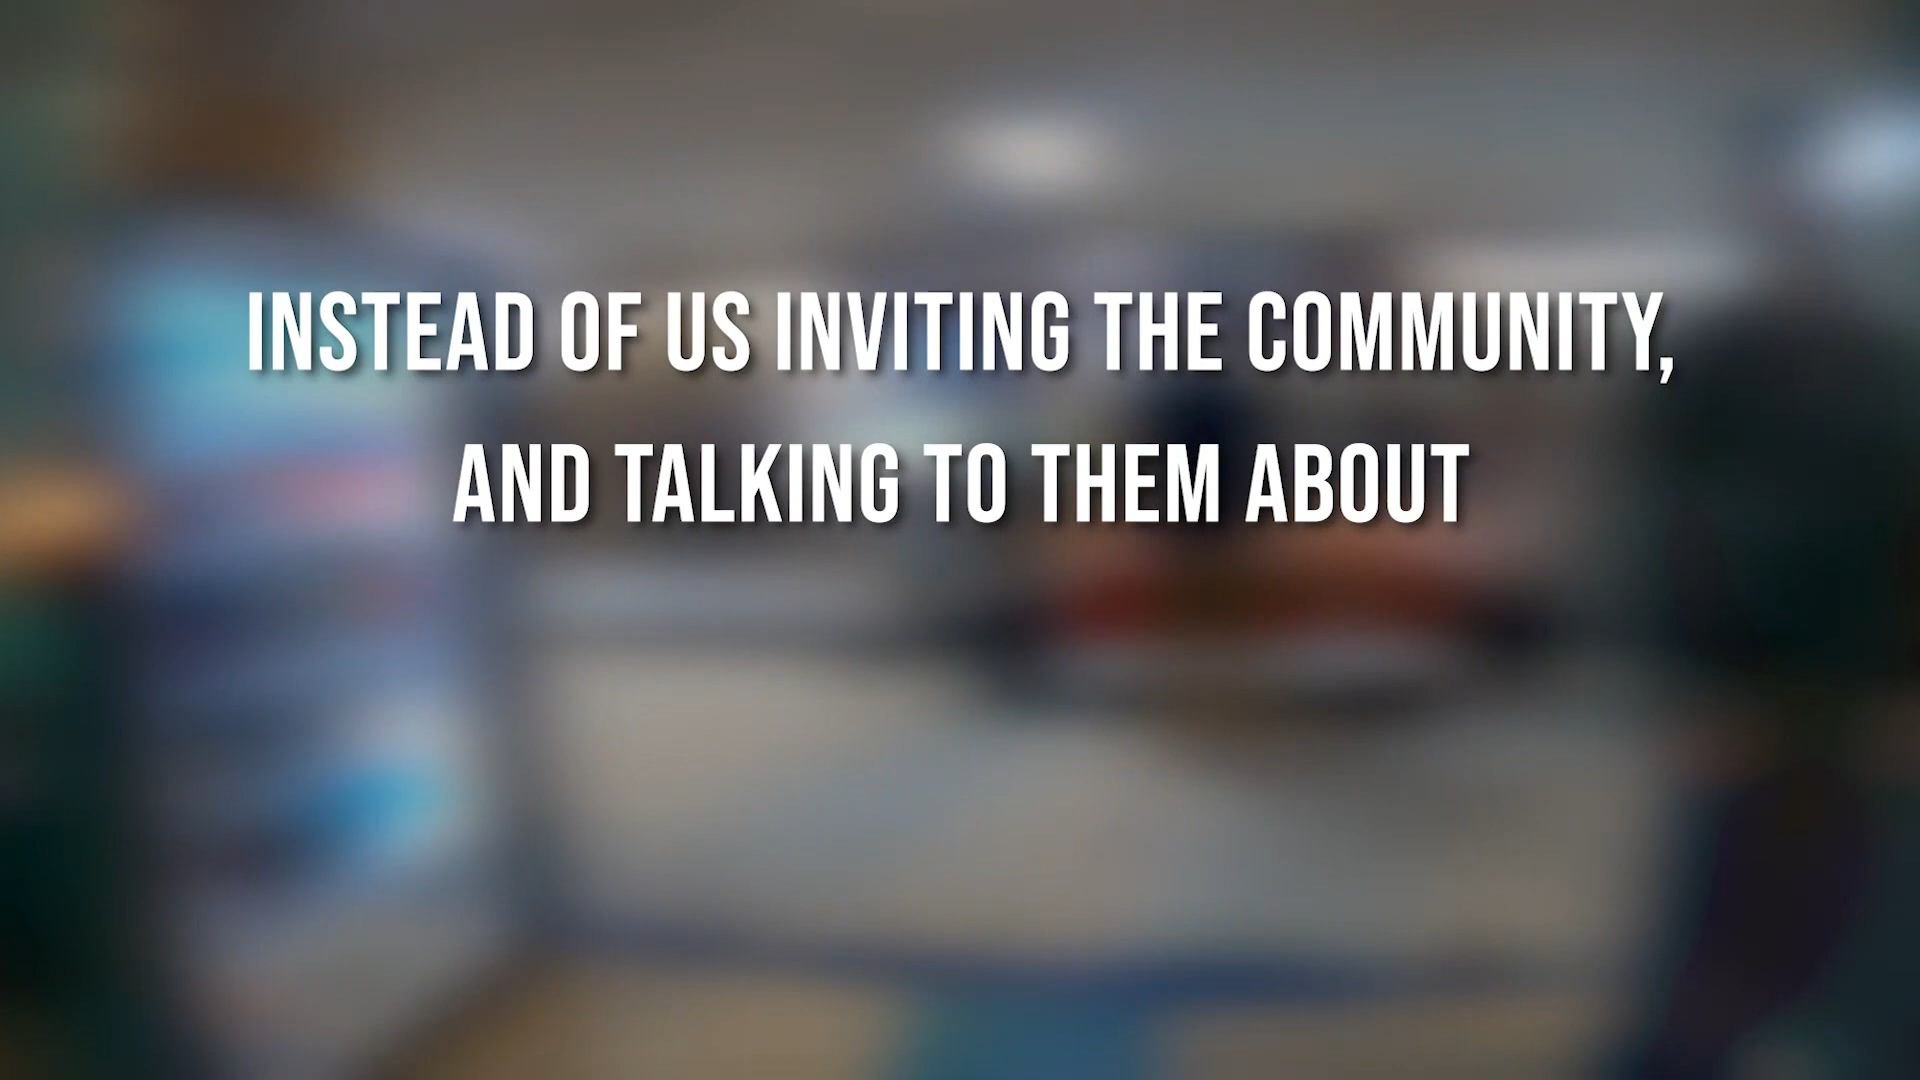 INSTEAD OF US INVITING THE COMMUNITY,
AND TALKING TO THEM ABOUT